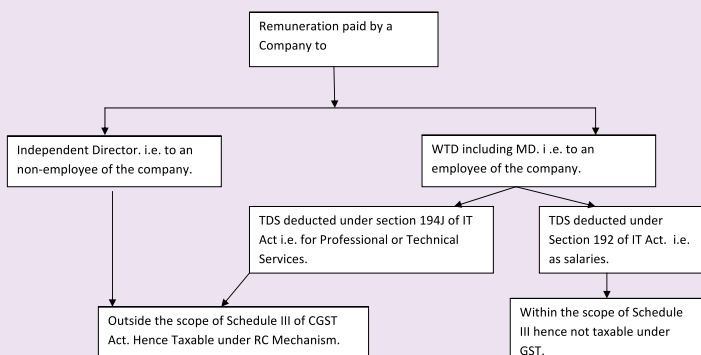 Remuneration paid by a
Company to
Independent Director. i.e. to an
non-employee of the company.
WTD including MD. i .e. to an
employee of the company.
TDS deducted under section 194J of IT
Act i.e. for Professional or Technical
Services.
TDS deducted under
Section 192 of IT Act.  i.e.
as salaries.
Outside the scope of Schedule III of CGST
Act. Hence Taxable under RC Mechanism.
Within the scope of Schedule
III hence not taxable under
GST.